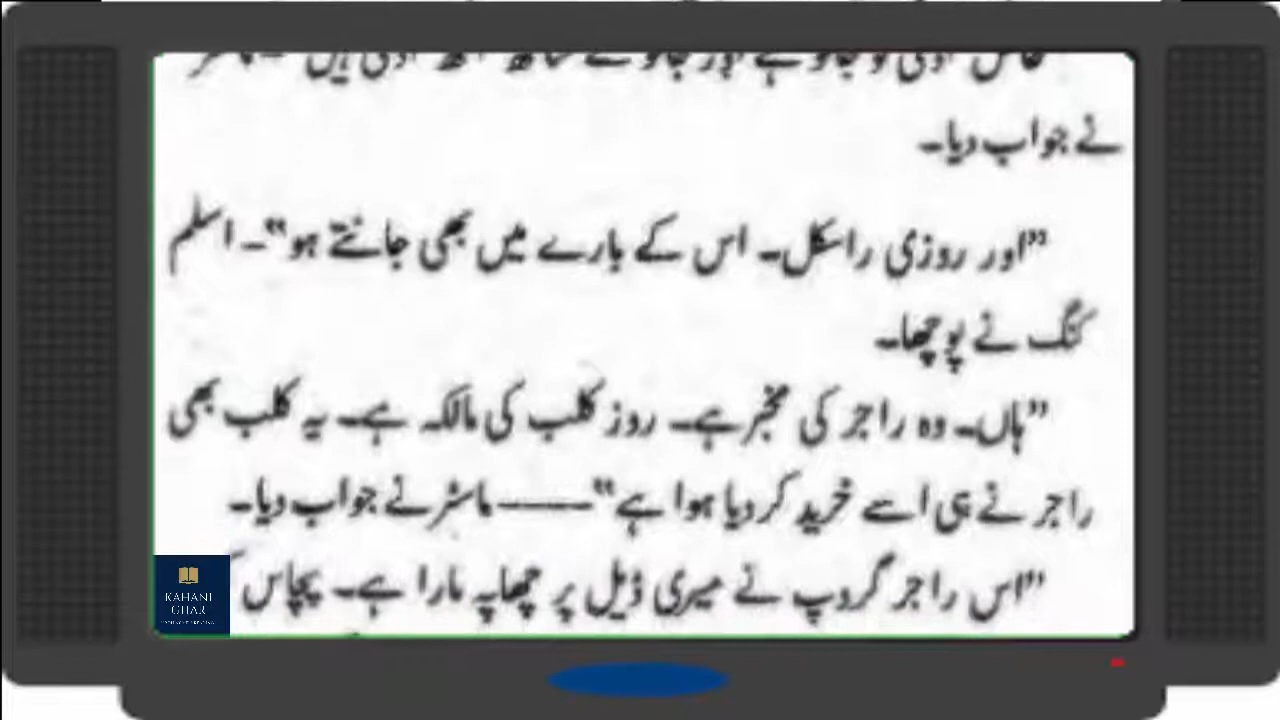 نے جواب دیا۔
"اور روزی راسکل۔ اس کے بارے میں بھی جانتے ہو"۔ اسلم
کنگ نے پوچھا۔
"ہاں۔ وہ راجر کی مخبر ہے۔ روز کلب کی مالکہ ہے۔ یہ کلب بھی
راجر نے ہی اسے خرید کر دیا ہوا ہے"——ماسٹر نے جواب دیا۔
"اس راجر گروپ نے میری ڈیل پر چھاپہ مارا ہے۔ پچاس
KAHANI
GHAR